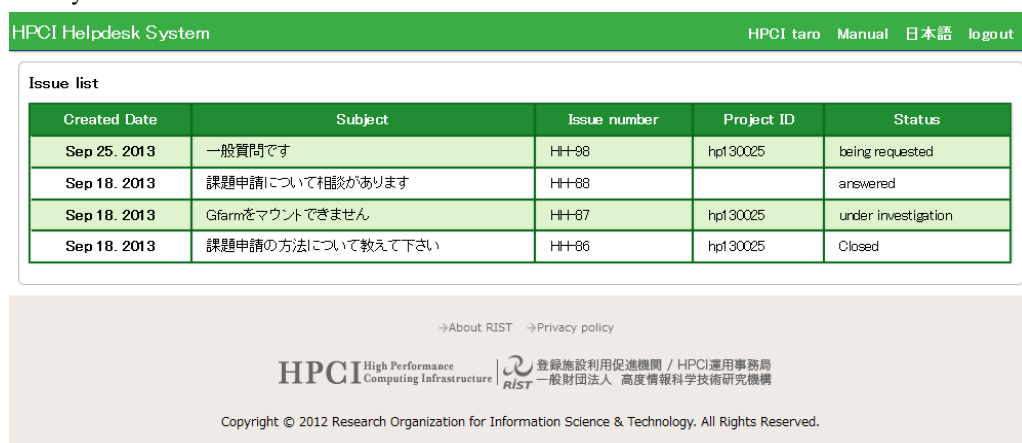 HPCI Helpdesk System HPCI taro Manual 日本語 logout
Issue list
Created Date Subject Issue number Project ID Status
Sep 25. 2013 一般質問です HH-98 hp130025 being requested
Sep 18. 2013 課題申請について相談があります HH-88 answered
Sep 18. 2013 Gfarmをマウントできません HH-87 hp130025 under investigation
Sep 18. 2013 課題申請の方法について教えて下さい HH-86 hp130025 Closed
→About RIST →Privacy policy
HPCI High Performance Computing Infrastructure RIST 登録施設利用促進機関 / HPCI運用事務局
一般財団法人 高度情報科学技術研究機構
Copyright © 2012 Research Organization for Information Science & Technology. All Rights Reserved.